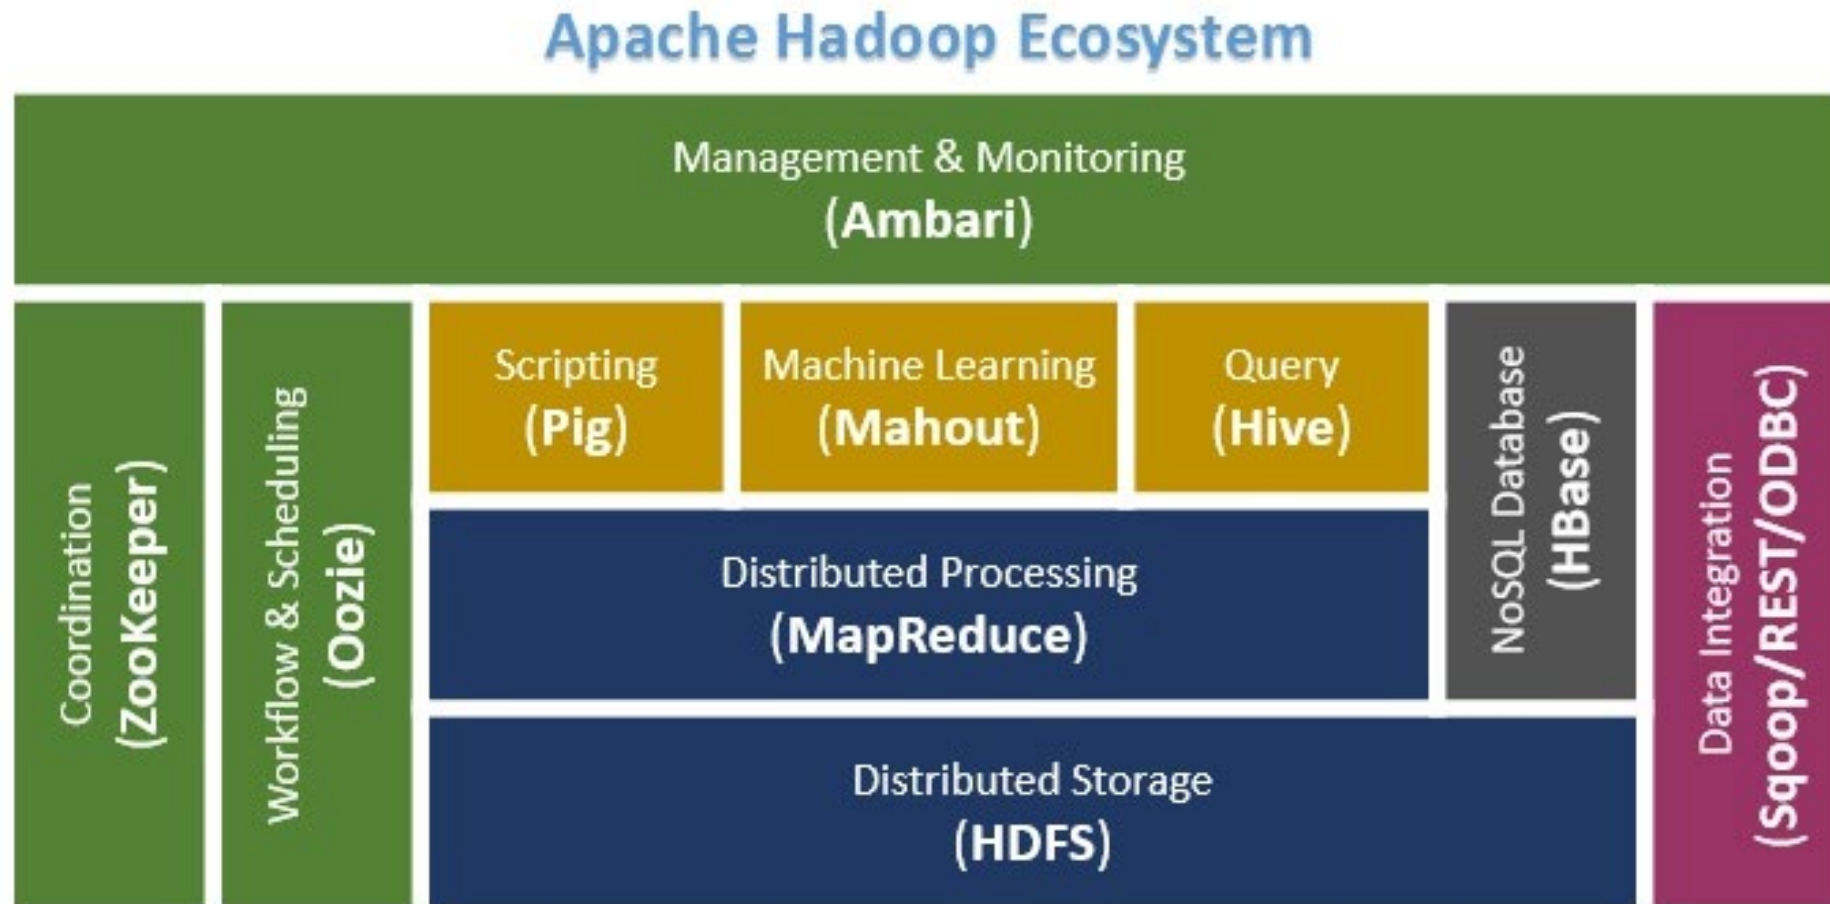 Apache Hadoop Ecosystem
Management & Monitoring
(Ambari)
Coordination
(ZooKeeper)
Workflow & Scheduling
(Oozie)
Scripting
(Pig)
Machine Learning
(Mahout)
Query
(Hive)
Distributed Processing
(MapReduce)
Distributed Storage
(HDFS)
NoSQL Database
(HBase)
Data Integration
(Sqoop/REST/ODBC)